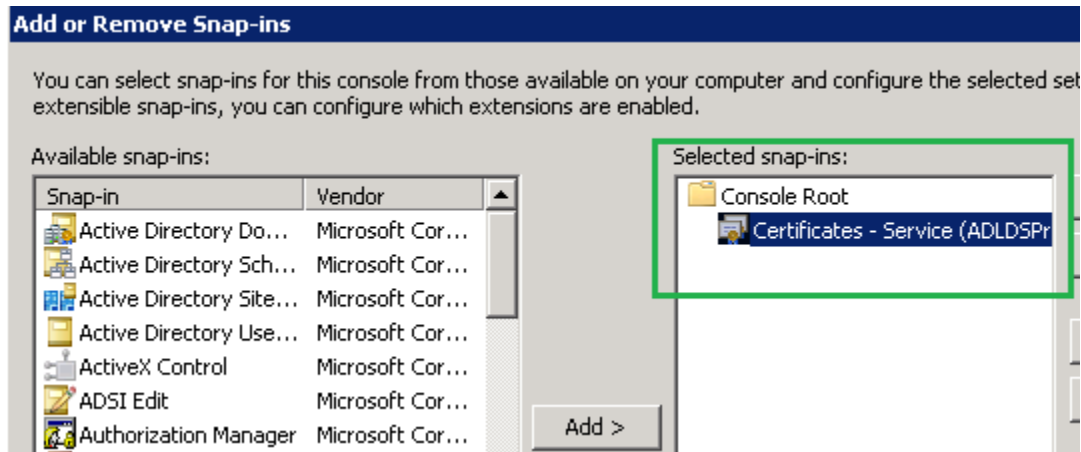 Add or Remove Snap-ins
You can select snap-ins for this console from those available on your computer and configure the selected set
extensible snap-ins, you can configure which extensions are enabled.
Available snap-ins:
Selected snap-ins:
Snap-in Vendor
Active Directory Do... Microsoft Cor...
Active Directory Sch... Microsoft Cor...
Active Directory Site... Microsoft Cor...
Active Directory Use... Microsoft Cor...
ActiveX Control Microsoft Cor...
ADSI Edit Microsoft Cor...
Authorization Manager Microsoft Cor...
Add >
Console Root
Certificates - Service (ADLDSPr